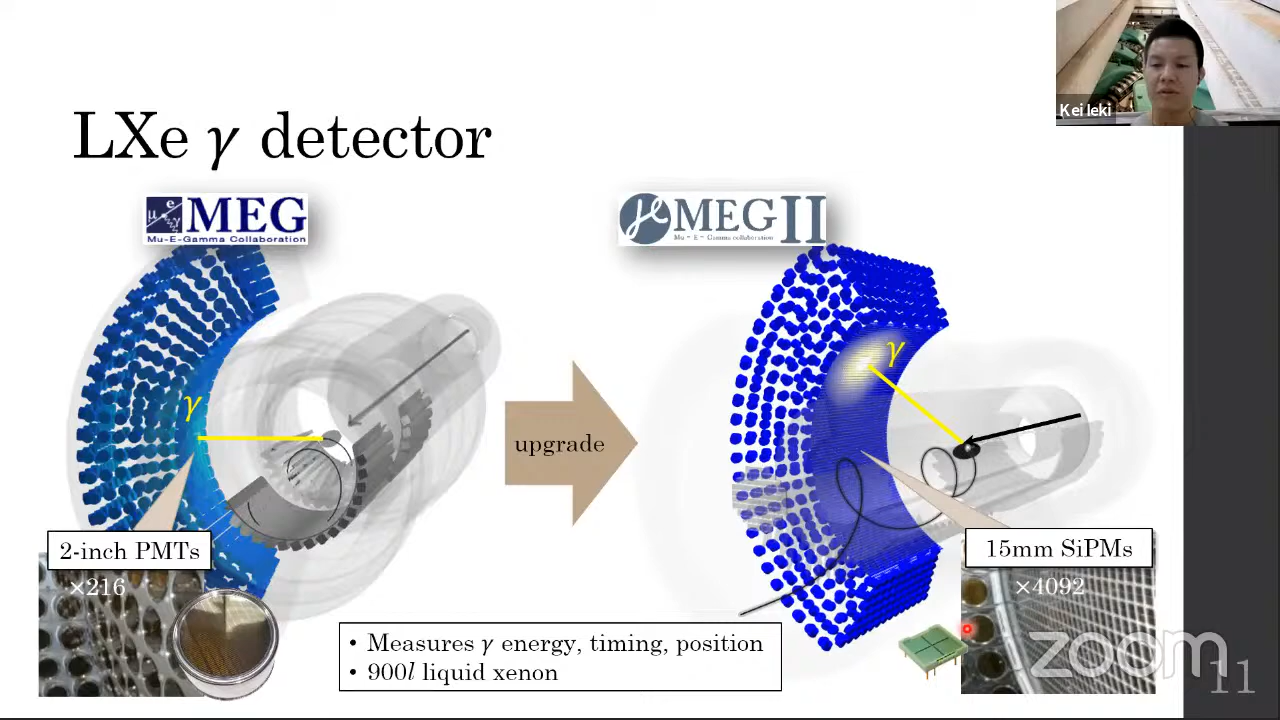 Kei Ieki
LXe γ detector
μ e γ MEG
Mu-E-Gamma Collaboration
μ MEG II
Mu - E - Gamma collaboration
γ
γ
upgrade
2-inch PMTs
×216
15mm SiPMs
×4092
• Measures γ energy, timing, position
• 900l liquid xenon
zoom
11